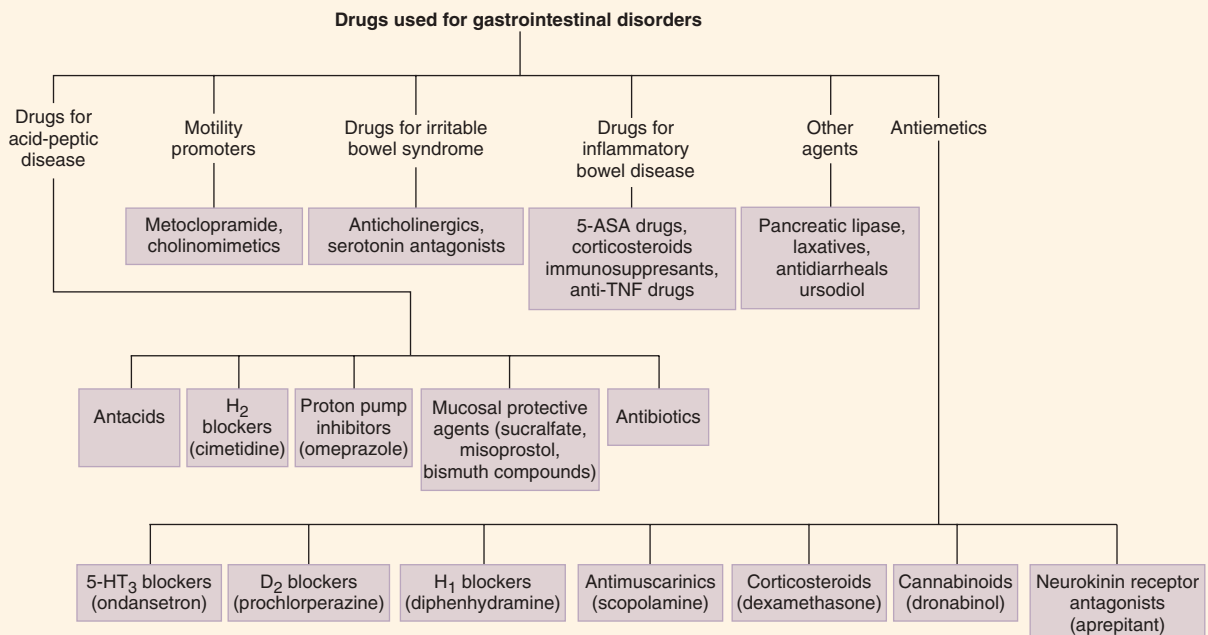 Drugs used for gastrointestinal disorders
Drugs for
acid-peptic
disease
Motility
promoters
Drugs for irritable
bowel syndrome
Drugs for
inflammatory
bowel disease
Other
agents
Antiemetics
Metoclopramide,
cholinomimetics
Anticholinergics,
serotonin antagonists
5-ASA drugs,
corticosteroids
immunosuppresants,
anti-TNF drugs
Pancreatic lipase,
laxatives,
antidiarrheals
ursodiol
Antacids
H2
blockers
(cimetidine)
Proton pump
inhibitors
(omeprazole)
Mucosal protective
agents (sucralfate,
misoprostol,
bismuth compounds)
Antibiotics
5-HT3 blockers
(ondansetron)
D2 blockers
(prochlorperazine)
H1 blockers
(diphenhydramine)
Antimuscarinics
(scopolamine)
Corticosteroids
(dexamethasone)
Cannabinoids
(dronabinol)
Neurokinin receptor
antagonists
(aprepitant)